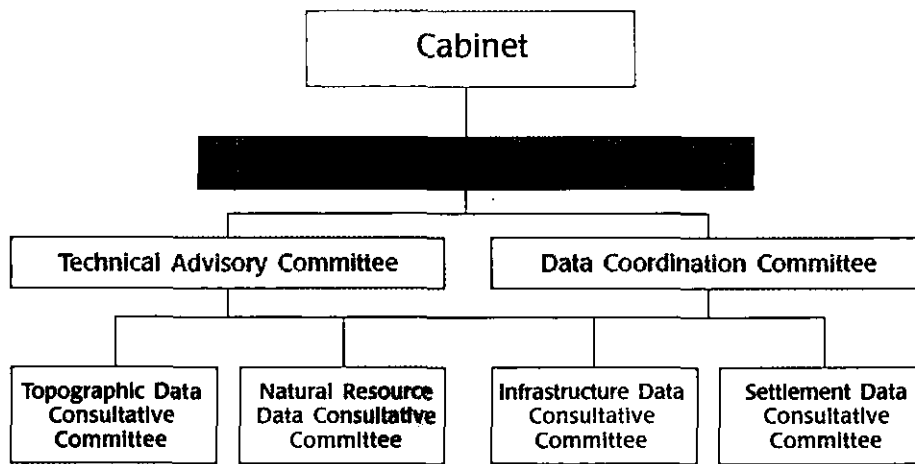 Cabinet
Technical Advisory Committee
Data Coordination Committee
Topographic Data
Consultative
Committee
Natural Resource
Data Consultative
Committee
Infrastructure Data
Consultative
Committee
Settlement Data
Consultative
Committee